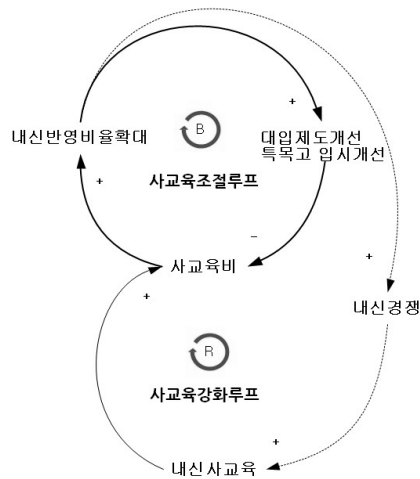 +
내신반영비율확대
B
대입제도개선
특목고 입시개선
+
사교육조절루프
-
사교육비
+
+
내신경쟁
R
사교육강화루프
+
내신사교육